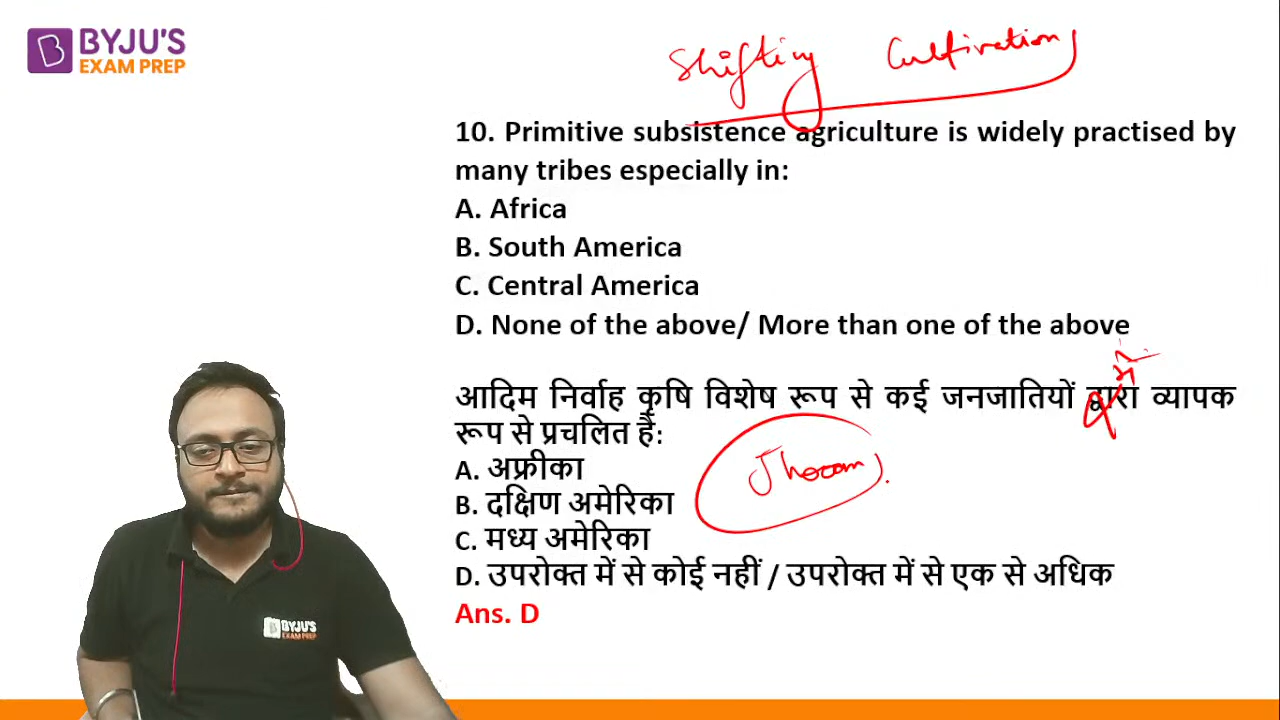 BYJU'S
EXAM PREP
Shifting Cultivation
10. Primitive subsistence agriculture is widely practised by
many tribes especially in:
A. Africa
B. South America
C. Central America
D. None of the above/ More than one of the above
आदिम निर्वाह कृषि विशेष रूप से कई जनजातियों द्वारा व्यापक
रूप से प्रचलित है:
A. अफ्रीका
Jhoom
B. दक्षिण अमेरिका
C. मध्य अमेरिका
D. उपरोक्त में से कोई नहीं / उपरोक्त में से एक से अधिक
Ans. D
BYJU'S
EXAM PREP